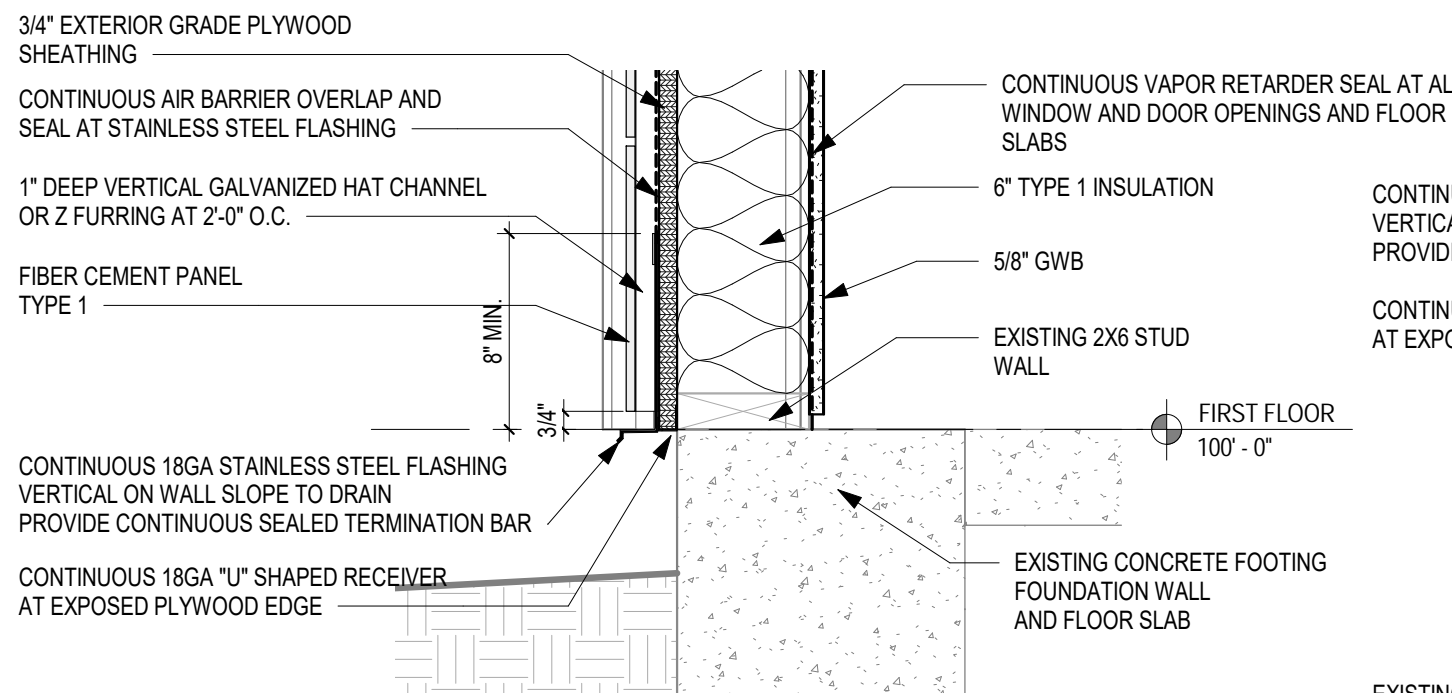 3/4" EXTERIOR GRADE PLYWOOD
SHEATHING
CONTINUOUS AIR BARRIER OVERLAP AND
SEAL AT STAINLESS STEEL FLASHING
1" DEEP VERTICAL GALVANIZED HAT CHANNEL
OR Z FURRING AT 2'-0" O.C.
FIBER CEMENT PANEL
TYPE 1
8" MIN.
3/4"
CONTINUOUS 18GA STAINLESS STEEL FLASHING
VERTICAL ON WALL SLOPE TO DRAIN
PROVIDE CONTINUOUS SEALED TERMINATION BAR
CONTINUOUS 18GA "U" SHAPED RECEIVER
AT EXPOSED PLYWOOD EDGE
CONTINUOUS VAPOR RETARDER SEAL AT AL
WINDOW AND DOOR OPENINGS AND FLOOR
SLABS
6" TYPE 1 INSULATION
5/8" GWB
EXISTING 2X6 STUD
WALL
FIRST FLOOR
100' - 0"
EXISTING CONCRETE FOOTING
FOUNDATION WALL
AND FLOOR SLAB
CONTIN
VERTICA
PROVID
CONTIN
AT EXPO
EXISTING